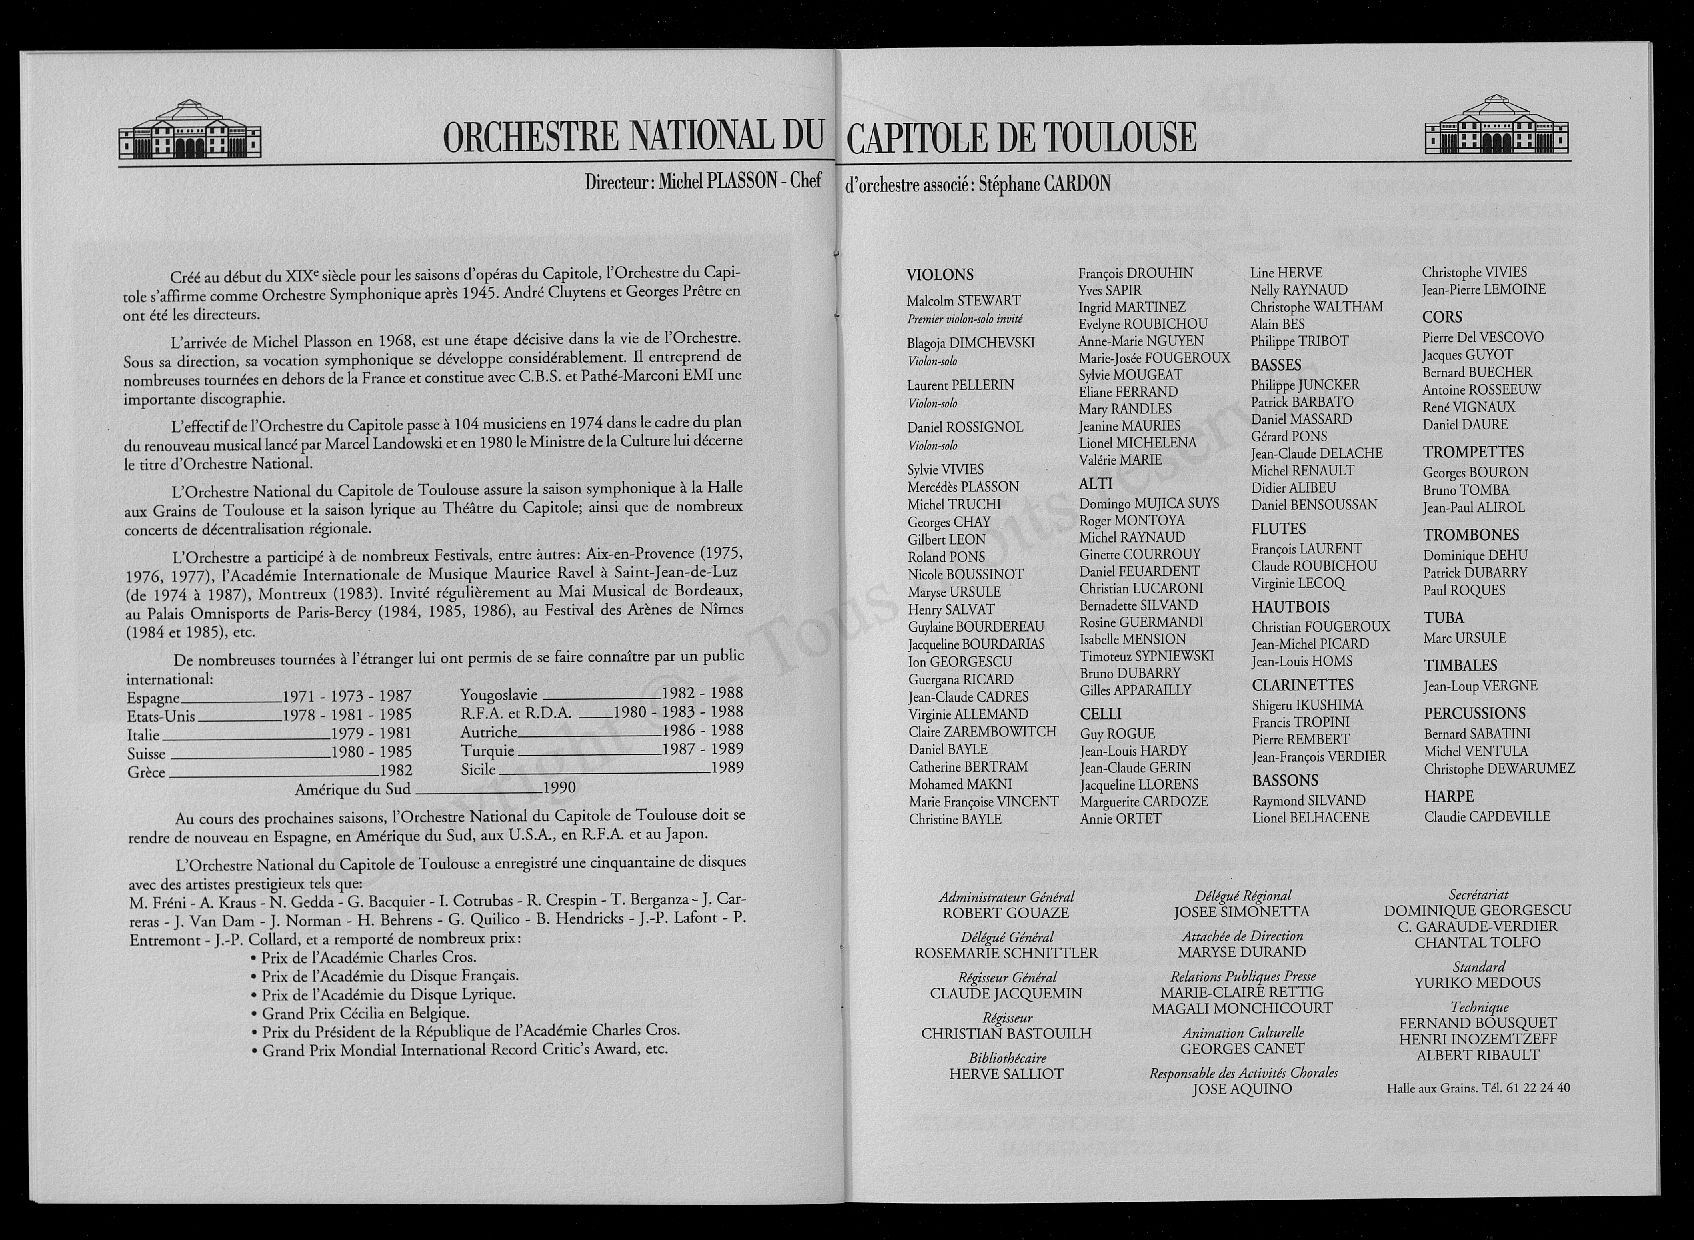 ORCHESTRE NATIONAL DU CAPITOLE DE TOULOUSE
Directeur : Michel PLASSON - Chef d'orchestre associé : Stéphane CARDON
Créé au début du XIXe siècle pour les saisons d'opéras du Capitole, l'Orchestre du Capi-
tole s'affirme comme Orchestre Symphonique après 1945. André Cluytens et Georges Prêtre en
ont été les directeurs.
L'arrivée de Michel Plasson en 1968, est une étape décisive dans la vie de l'Orchestre.
Sous sa direction, sa vocation symphonique se développe considérablement. Il entreprend de
nombreuses tournées en dehors de la France et constitue avec C.B.S. et Pathé-Marconi EMI une
importante discographie.
L'effectif de l'Orchestre du Capitole passe à 104 musiciens en 1974 dans le cadre du plan
du renouveau musical lancé par Marcel Landowski et en 1980 le Ministre de la Culture lui décerne
le titre d'Orchestre National.
L'Orchestre National du Capitole de Toulouse assure la saison symphonique à la Halle
aux Grains de Toulouse et la saison lyrique au Théâtre du Capitole; ainsi que de nombreux
concerts de décentralisation régionale.
L'Orchestre a participé à de nombreux Festivals, entre autres : Aix-en-Provence (1975,
1976, 1977), l'Académie Internationale de Musique Maurice Ravel à Saint-Jean-de-Luz
(de 1974 à 1987), Montreux (1983). Invité régulièrement au Mai Musical de Bordeaux,
au Palais Omnisports de Paris-Bercy (1984, 1985, 1986), au Festival des Arènes de Nîmes
(1984 et 1985), etc.
De nombreuses tournées à l'étranger lui ont permis de se faire connaître par un public
international:
Espagne 1971 - 1973 - 1987
Etats-Unis 1978 - 1981 - 1985
Italie 1979 - 1981
Suisse 1980 - 1985
Grèce 1982
Yougoslavie 1982 - 1988
R.F.A. et R.D.A. 1980 - 1983 - 1988
Autriche 1986 - 1988
Turquie 1987 - 1989
Sicile 1989
Amérique du Sud 1990
Au cours des prochaines saisons, l'Orchestre National du Capitole de Toulouse doit se
rendre de nouveau en Espagne, en Amérique du Sud, aux U.S.A., en R.F.A. et au Japon.
L'Orchestre National du Capitole de Toulouse a enregistré une cinquantaine de disques
avec des artistes prestigieux tels que:
M. Fréni - A. Kraus - N. Gedda - G. Bacquier - I. Cotrubas - R. Crespin - T. Berganza - J. Car-
reras - J. Van Dam - J. Norman - H. Behrens - G. Quilico - B. Hendricks - J.-P. Lafont - P.
Entremont - J.-P. Collard, et a remporté de nombreux prix :
• Prix de l'Académie Charles Cros.
• Prix de l'Académie du Disque Français.
• Prix de l'Académie du Disque Lyrique.
• Grand Prix Cécilia en Belgique.
• Prix du Président de la République de l'Académie Charles Cros.
• Grand Prix Mondial International Record Critic's Award, etc.
VIOLONS
Malcolm STEWART
Premier violon-solo invité
Blagoja DIMCHEVSKI
Violon-solo
Laurent PELLERIN
Violon-solo
Daniel ROSSIGNOL
Violon-solo
Sylvie VIVIES
Mercédès PLASSON
Michel TRUCHI
Georges CHAY
Gilbert LEON
Roland PONS
Nicole BOUSSINOT
Maryse URSULE
Henry SALVAT
Guylaine BOURDEREAU
Jacqueline BOURDARIAS
Ion GEORGESCU
Guergana RICARD
Jean-Claude CADRES
Virginie ALLEMAND
Claire ZAREMBOWITCH
Daniel BAYLE
Catherine BERTRAM
Mohamed MAKNI
Marie Françoise VINCENT
Christine BAYLE
François DROUHIN
Yves SAPIR
Ingrid MARTINEZ
Evelyne ROUBICHOU
Anne-Marie NGUYEN
Marie-Josée FOUGEROUX
Sylvie MOUGEAT
Eliane FERRAND
Mary RANDLES
Jeanine MAURIES
Lionel MICHELENA
Valérie MARIE
ALTI
Domingo MUJICA SUYS
Roger MONTOYA
Michel RAYNAUD
Ginette COURROUY
Daniel FEUARDENT
Christian LUCARONI
Bernadette SILVAND
Rosine GUERMANDI
Isabelle MENSION
Timoteuz SYPNIEWSKI
Bruno DUBARRY
Gilles APPARAILLY
CELLI
Guy ROGUE
Jean-Louis HARDY
Jean-Claude GERIN
Jacqueline LLORENS
Marguerite CARDOZE
Annie ORTET
Line HERVE
Nelly RAYNAUD
Christophe WALTHAM
Alain BES
Philippe TRIBOT
BASSES
Philippe JUNCKER
Patrick BARBATO
Daniel MASSARD
Gérard PONS
Jean-Claude DELACHE
Michel RENAULT
Didier ALIBEU
Daniel BENSOUSSAN
FLUTES
François LAURENT
Claude ROUBICHOU
Virginie LECOQ
HAUTBOIS
Christian FOUGEROUX
Jean-Michel PICARD
Jean-Louis HOMS
CLARINETTES
Shigeru IKUSHIMA
Francis TROPINI
Pierre REMBERT
Jean-François VERDIER
BASSONS
Raymond SILVAND
Lionel BELHACENE
Christophe VIVIES
Jean-Pierre LEMOINE
CORS
Pierre Del VESCOVO
Jacques GUYOT
Bernard BUECHER
Antoine ROSSEEUW
René VIGNAUX
Daniel DAURE
TROMPETTES
Georges BOURON
Bruno TOMBA
Jean-Paul ALIROL
TROMBONES
Dominique DEHU
Patrick DUBARRY
Paul ROQUES
TUBA
Marc URSULE
TIMBALES
Jean-Loup VERGNE
PERCUSSIONS
Bernard SABATINI
Michel VENTULA
Christophe DEWARUMEZ
HARPE
Claudie CAPDEVILLE
Administrateur Général
ROBERT GOUAZE
Délégué Général
ROSEMARIE SCHNITTLER
Régisseur Général
CLAUDE JACQUEMIN
Régisseur
CHRISTIAN BASTOUILH
Bibliothécaire
HERVE SALLIOT
Délégué Régional
JOSEE SIMONETTA
Attachée de Direction
MARYSE DURAND
Relations Publiques Presse
MARIE-CLAIRE RETTIG
MAGALI MONCHICOURT
Animation Culturelle
GEORGES CANET
Responsable des Activités Chorales
JOSE AQUINO
Secrétariat
DOMINIQUE GEORGESCU
C. GARAUDE-VERDIER
CHANTAL TOLFO
Standard
YURIKO MEDOUS
Technique
FERNAND BOUSQUET
HENRI INOZEMTZEFF
ALBERT RIBAULT
Halle aux Grains. Tél. 61 22 24 40